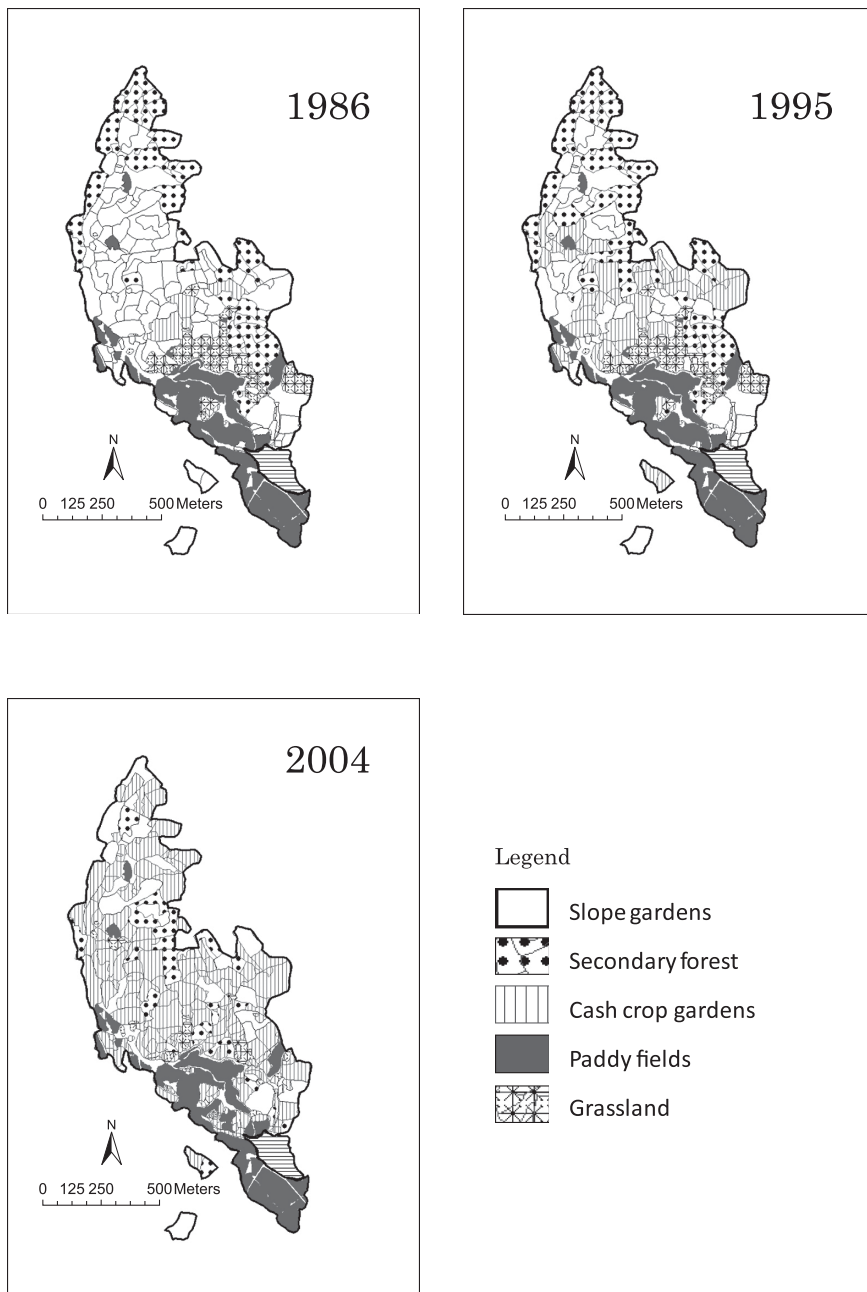 1986
N
0 125 250 500 Meters
1995
N
0 125 250 500 Meters
2004
N
0 125 250 500 Meters
Legend
Slope gardens
Secondary forest
Cash crop gardens
Paddy fields
Grassland